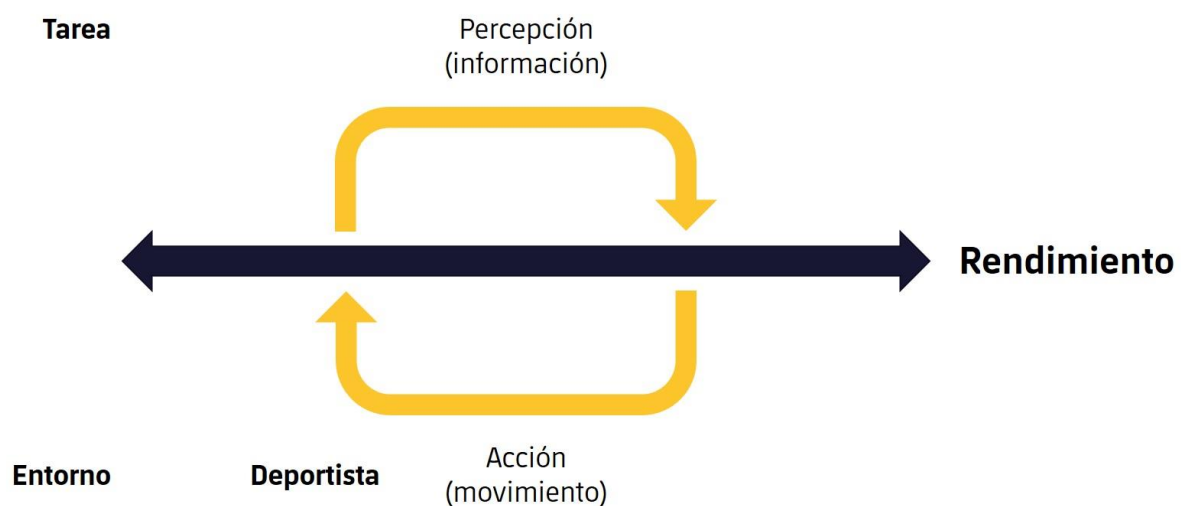 Tarea
Percepción
(información)
Rendimiento
Entorno
Deportista
Acción
(movimiento)